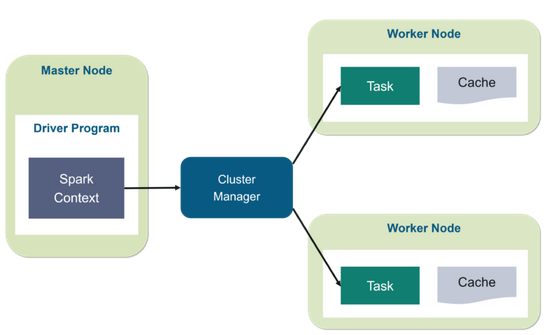 Master Node
Driver Program
Spark
Context
Cluster
Manager
Worker Node
Task
Cache
Worker Node
Task
Cache